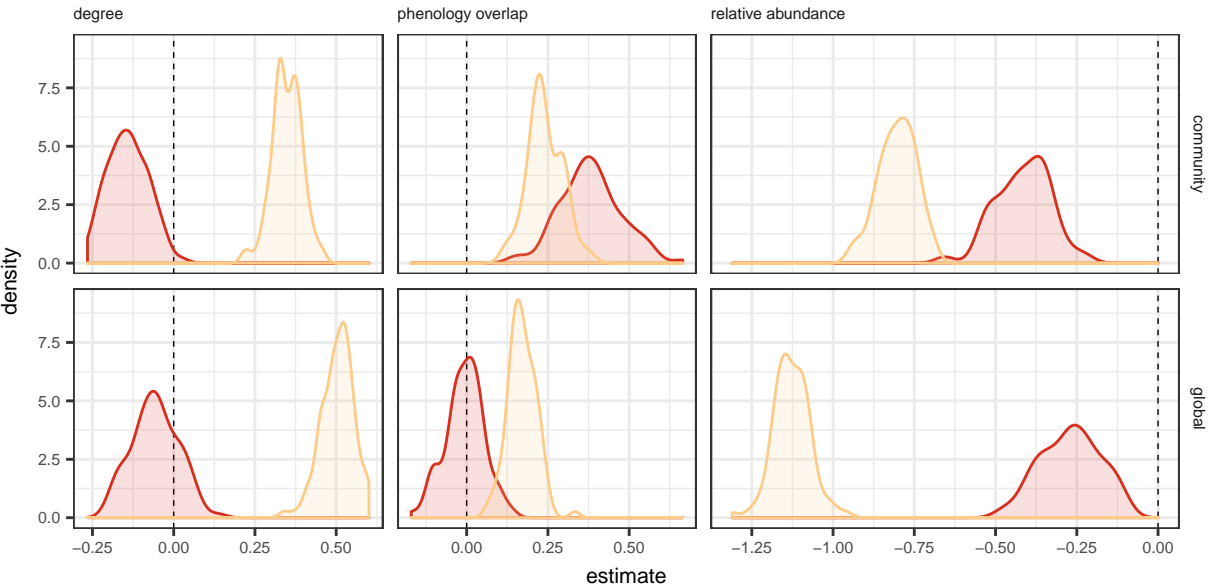 degree phenology overlap relative abundance
7.5
5.0
2.5
0.0
community
density
7.5
5.0
2.5
0.0
global
−0.25 0.00 0.25 0.50 0.00 0.25 0.50 −1.25 −1.00 −0.75 −0.50 −0.25 0.00
estimate